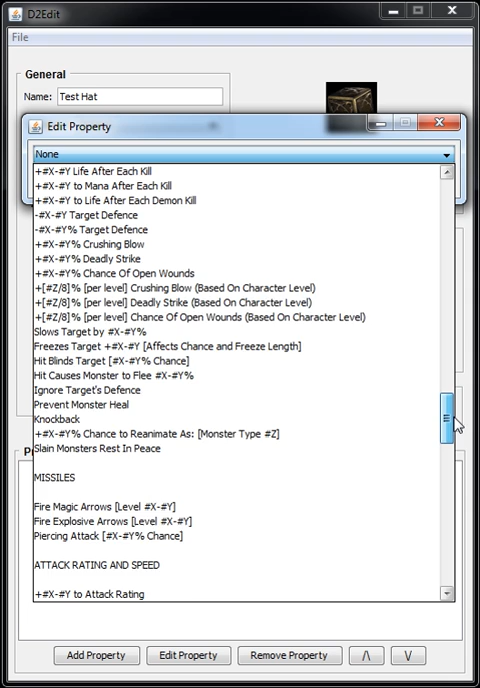 D2Edit
File
General
Name: Test Hat
Edit Property
None
+#X-#Y Life After Each Kill
+#X-#Y to Mana After Each Kill
+#X-#Y to Life After Each Demon Kill
-#X-#Y Target Defence
-#X-#Y% Target Defence
+#X-#Y% Crushing Blow
+#X-#Y% Deadly Strike
+#X-#Y% Chance Of Open Wounds
+[#Z/8]% [per level] Crushing Blow (Based On Character Level)
+[#Z/8]% [per level] Deadly Strike (Based On Character Level)
+[#Z/8]% [per level] Chance Of Open Wounds (Based On Character Level)
Slows Target by #X-#Y%
Freezes Target +#X-#Y [Affects Chance and Freeze Length]
Hit Blinds Target [#X-#Y% Chance]
Hit Causes Monster to Flee #X-#Y%
Ignore Target's Defence
Prevent Monster Heal
Knockback
+#X-#Y% Chance to Reanimate As: [Monster Type #Z]
Slain Monsters Rest In Peace
MISSILES
Fire Magic Arrows [Level #X-#Y]
Fire Explosive Arrows [Level #X-#Y]
Piercing Attack [#X-#Y% Chance]
ATTACK RATING AND SPEED
+#X-#Y to Attack Rating
Add Property Edit Property Remove Property /\ \/